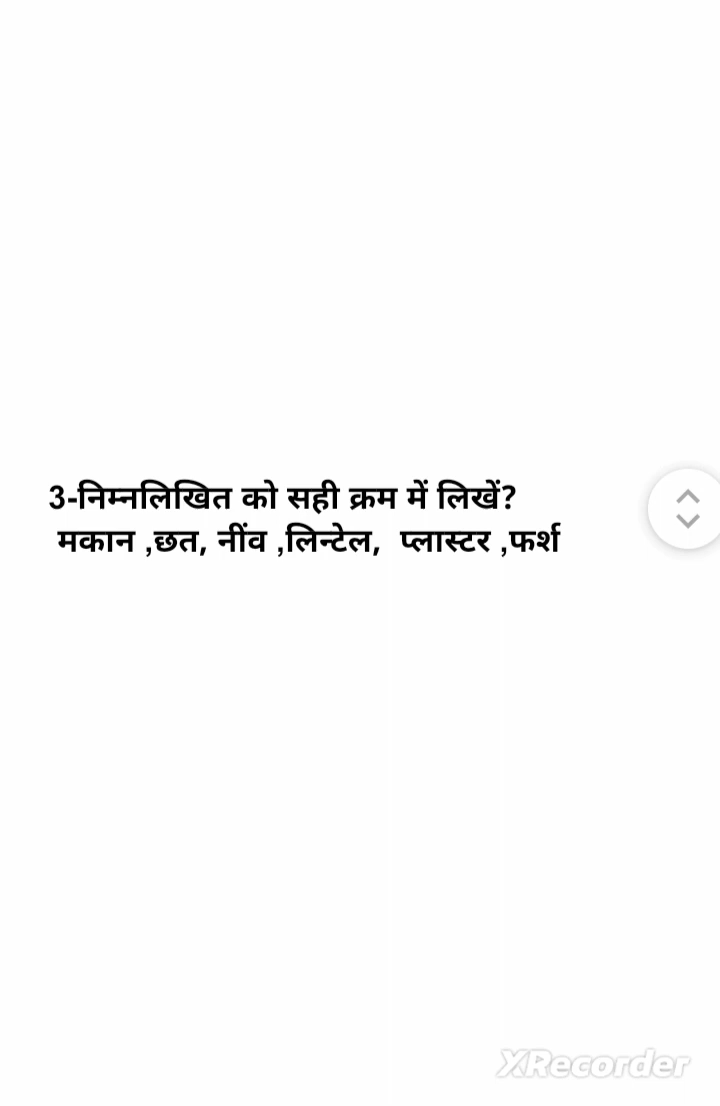 3-निम्नलिखित को सही क्रम में लिखें?
मकान ,छत, नींव ,लिन्टेल, प्लास्टर ,फर्श
XRecorder